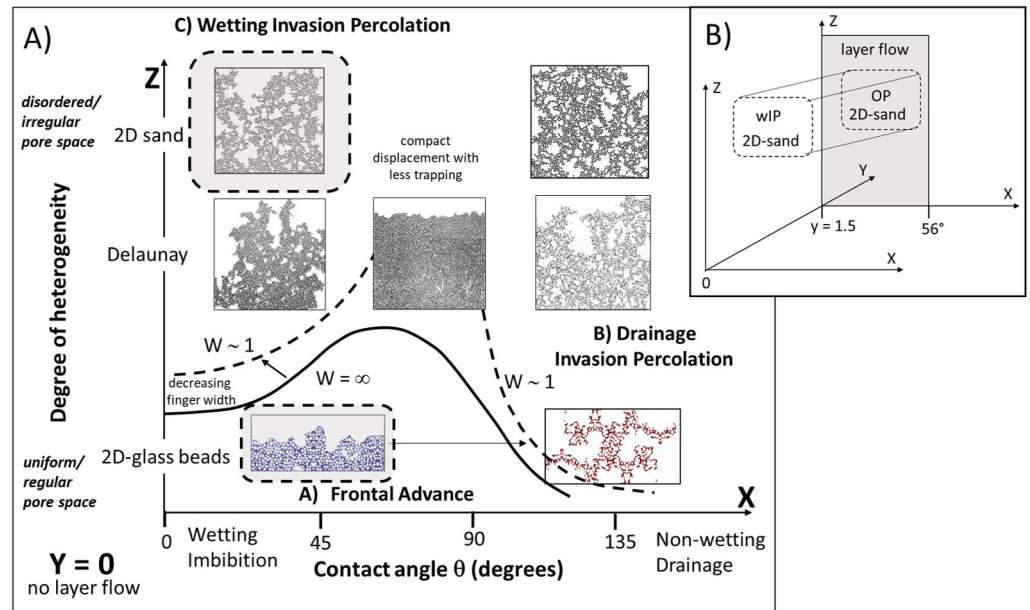 A)
C) Wetting Invasion Percolation
Z
disordered/
irregular
pore space
2D sand
compact
displacement with
less trapping
Degree of heterogeneity
Delaunay
B) Drainage
Invasion Percolation
W ~ 1
W = ∞
W ~ 1
decreasing
finger width
2D-glass beads
uniform/
regular
pore space
A) Frontal Advance
X
0
45
90
135
Wetting
Imbibition
Non-wetting
Drainage
Contact angle θ (degrees)
Y = 0
no layer flow
B)
Z
layer flow
Z
wIP
2D-sand
OP
2D-sand
Y
X
y = 1.5
56°
X
0